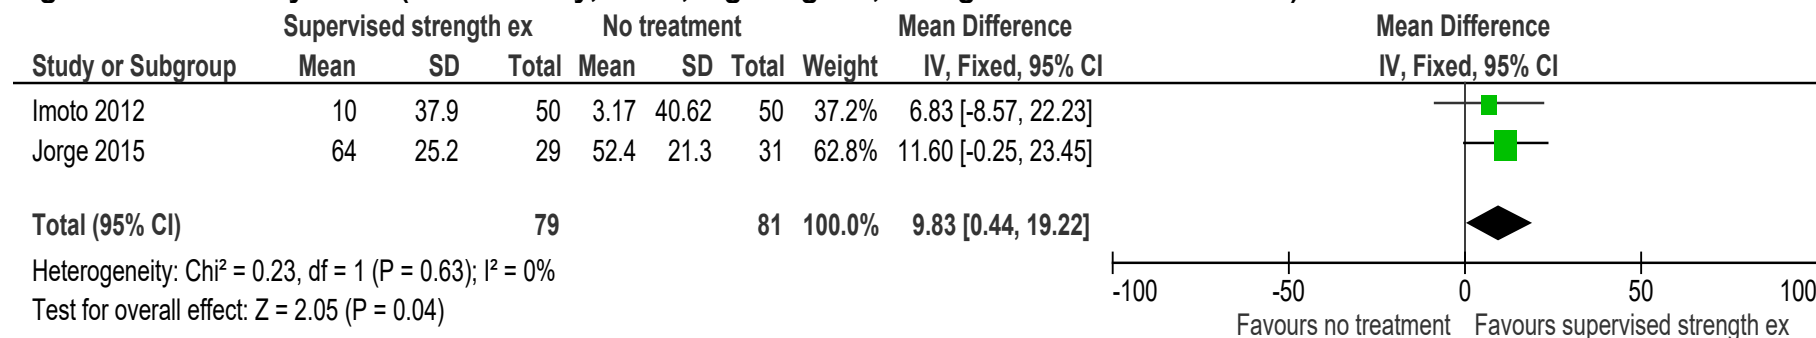 Supervised strength ex No treatment Mean Difference Mean Difference
Study or Subgroup Mean SD Total Mean SD Total Weight IV, Fixed, 95% CI IV, Fixed, 95% CI
Imoto 2012 10 37.9 50 3.17 40.62 50 37.2% 6.83 [-8.57, 22.23]
Jorge 2015 64 25.2 29 52.4 21.3 31 62.8% 11.60 [-0.25, 23.45]
Total (95% CI) 79 81 100.0% 9.83 [0.44, 19.22]
Heterogeneity: Chi² = 0.23, df = 1 (P = 0.63); I² = 0%
Test for overall effect: Z = 2.05 (P = 0.04)
-100 -50 0 50 100
Favours no treatment Favours supervised strength ex